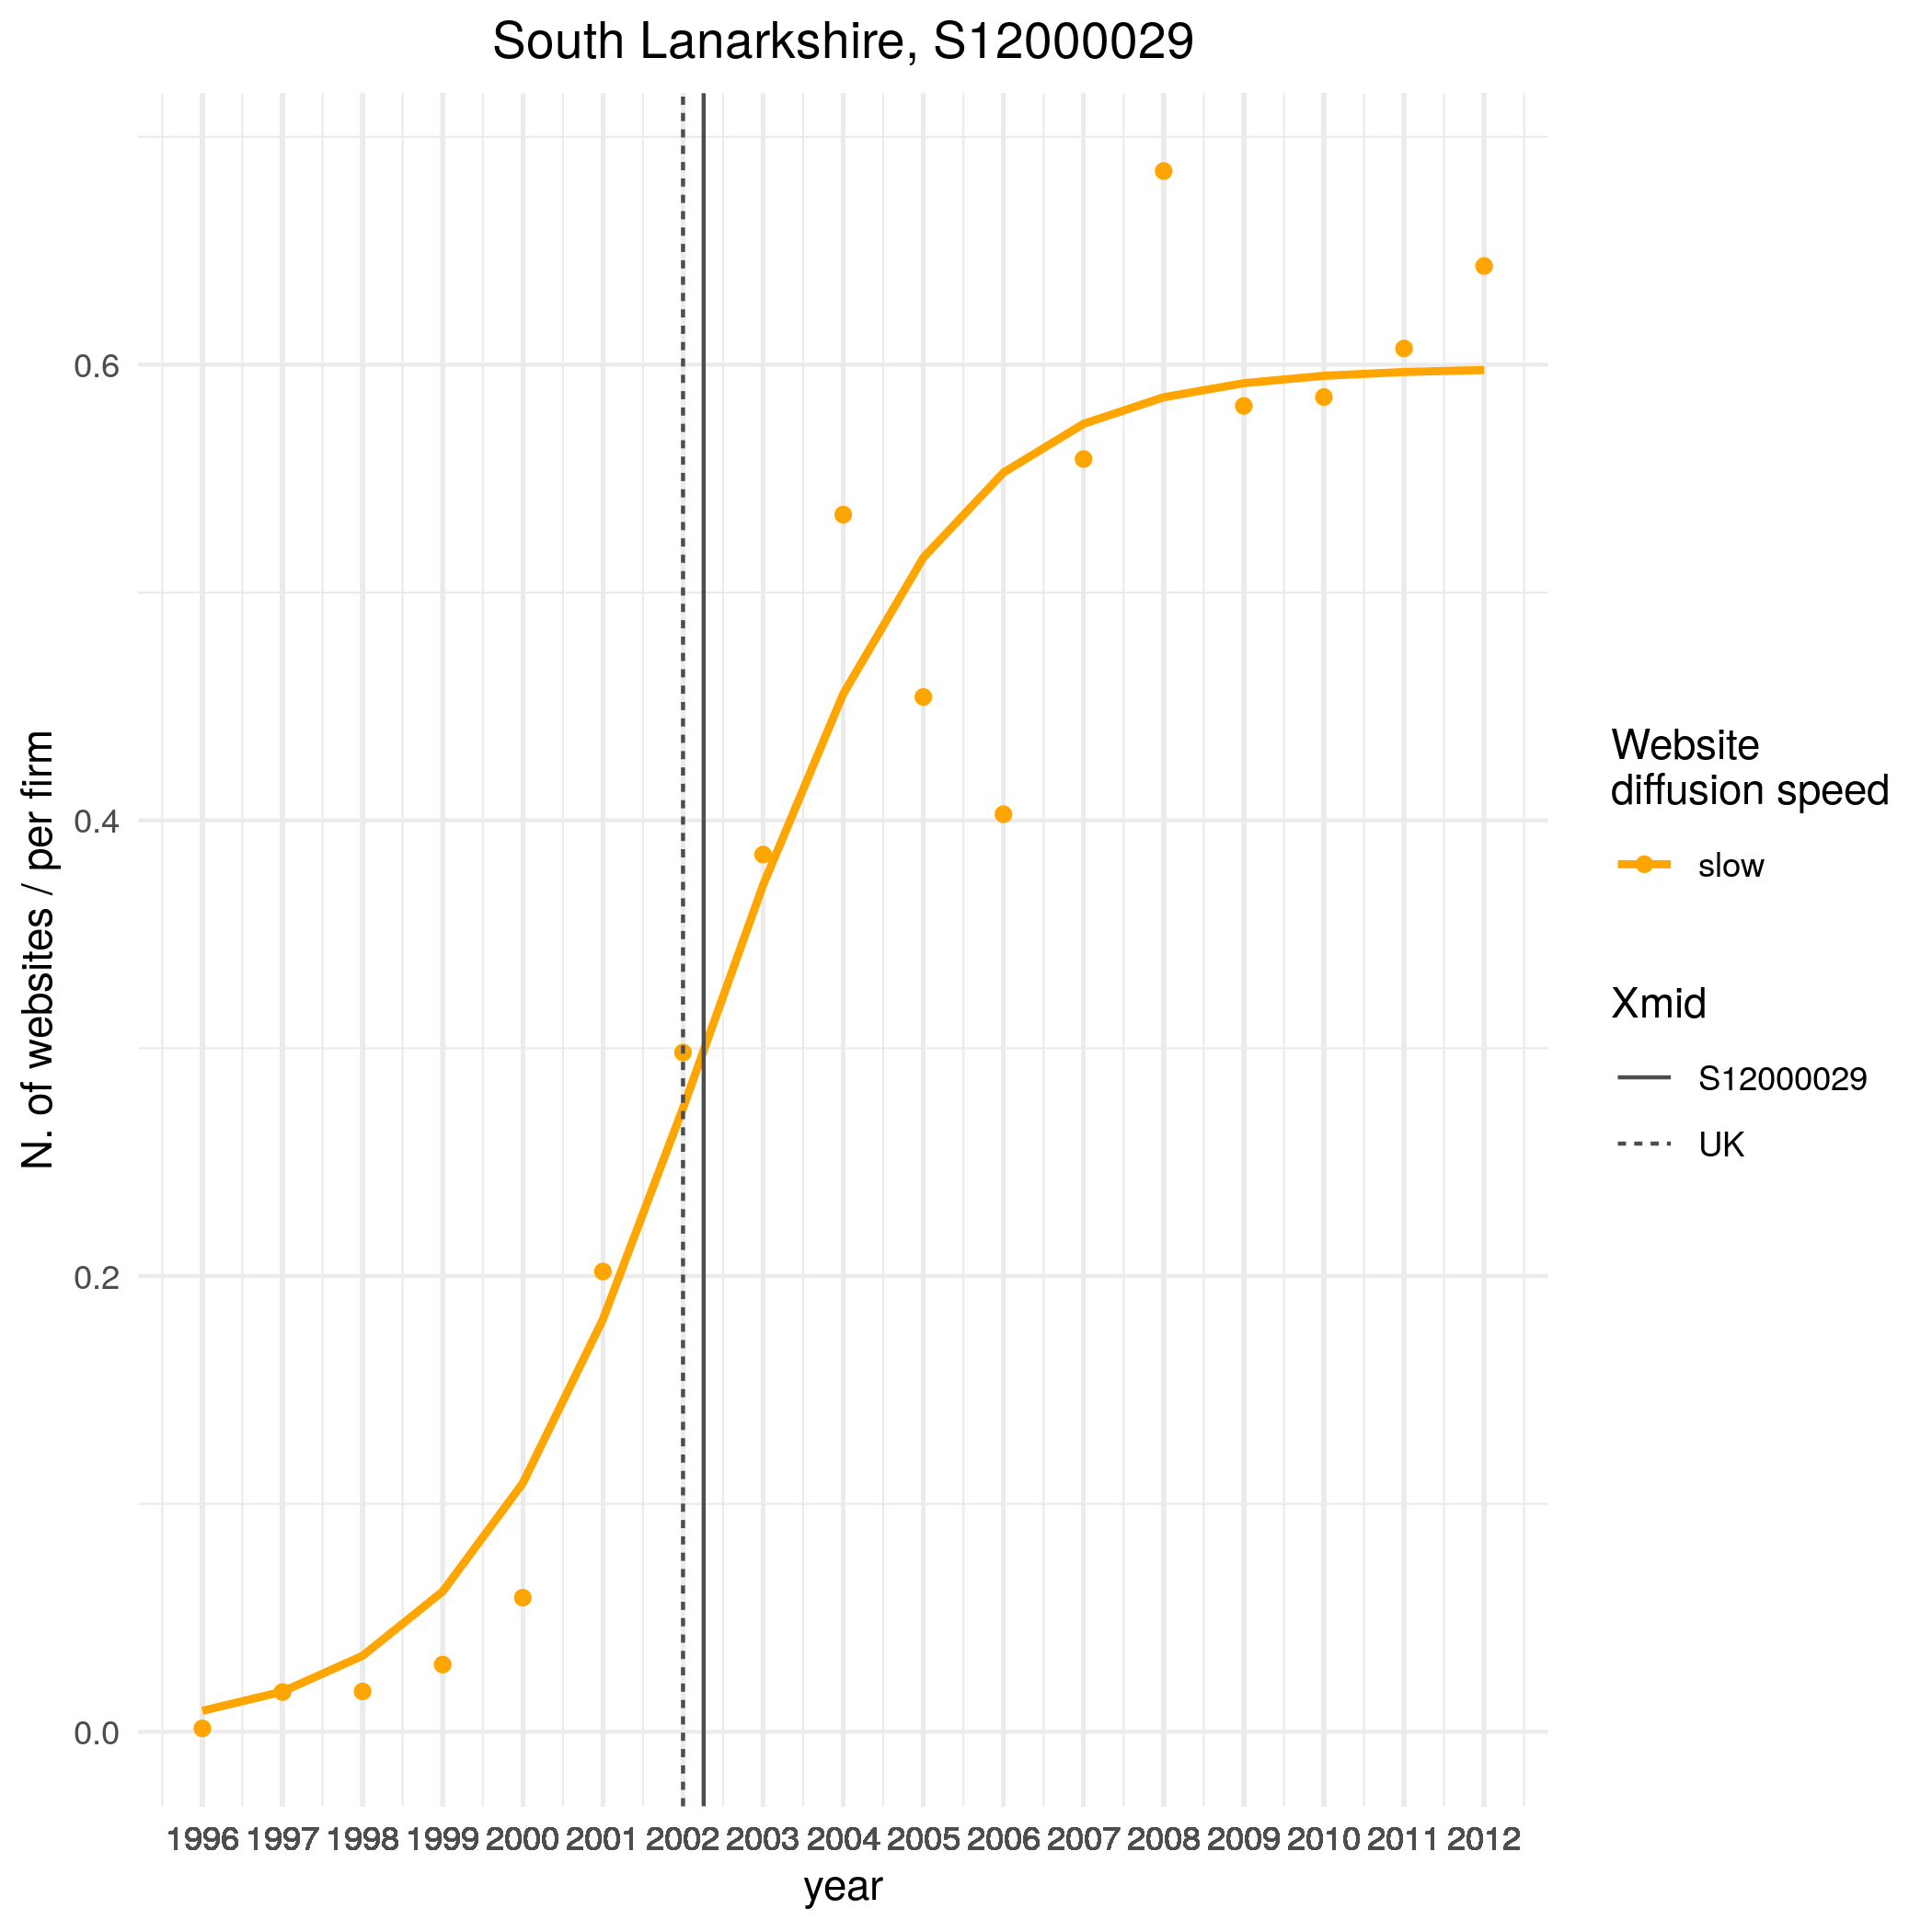 South Lanarkshire, S12000029
N. of websites / per firm
0.6
0.4
0.2
0.0
1996 1997 1998 1999 2000 2001 2002 2003 2004 2005 2006 2007 2008 2009 2010 2011 2012
year
Website
diffusion speed
slow
Xmid
S12000029
UK